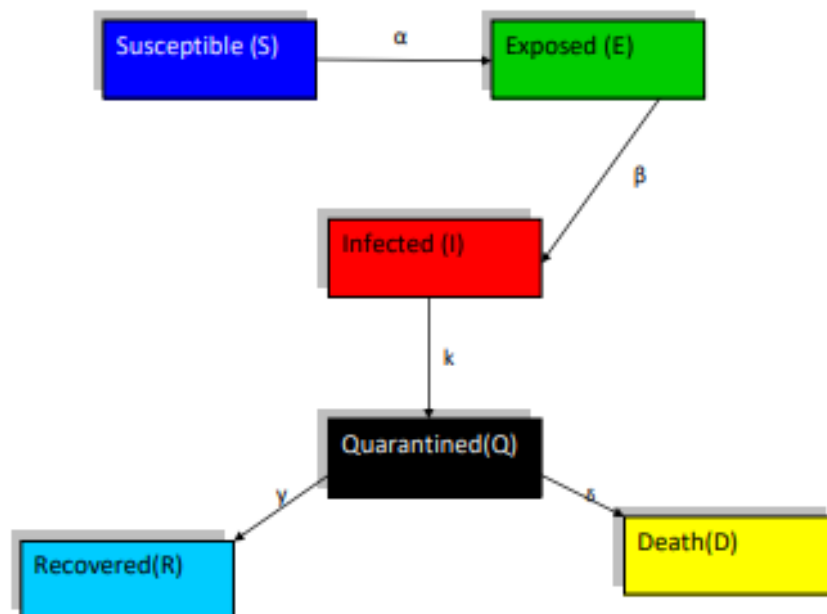 Susceptible (S)
α
Exposed (E)
β
Infected (I)
k
Quarantined(Q)
γ
δ
Recovered(R)
Death(D)